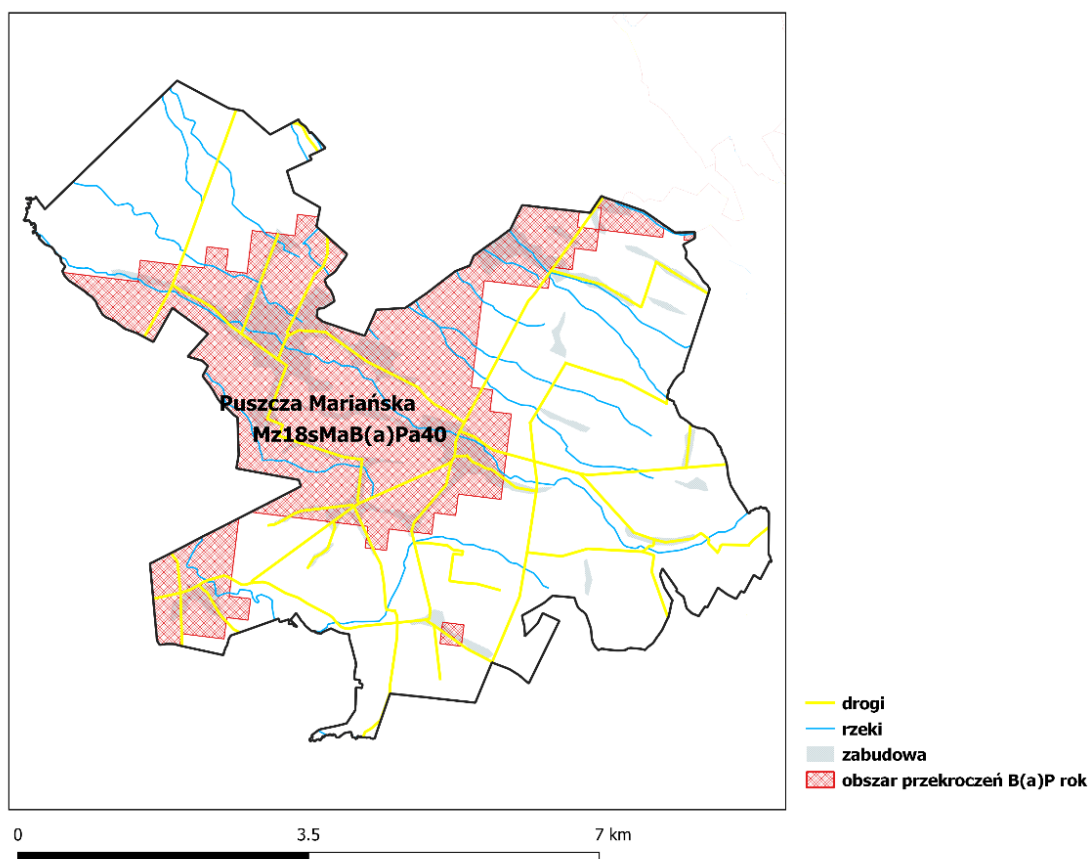 Puszcza Mariańska
Mz18sMaB(a)Pa40
drogi
rzeki
zabudowa
obszar przekroczeń B(a)P rok
0 3.5 7 km